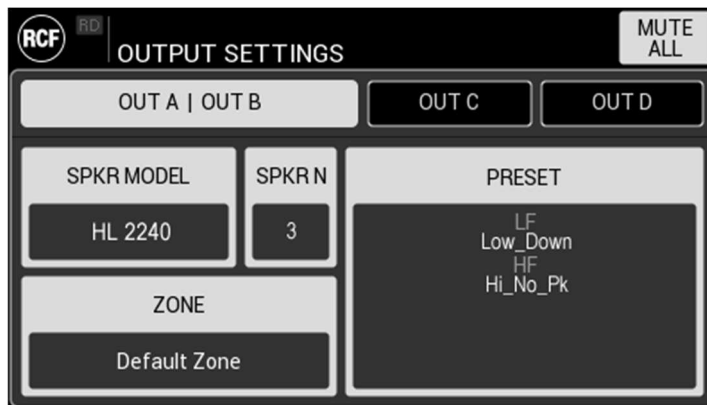 RCF RD
OUTPUT SETTINGS
MUTE
ALL
OUT A | OUT B
OUT C
OUT D
SPKR MODEL
HL 2240
SPKR N
3
PRESET
LF
Low_Down
HF
Hi_No_Pk
ZONE
Default Zone